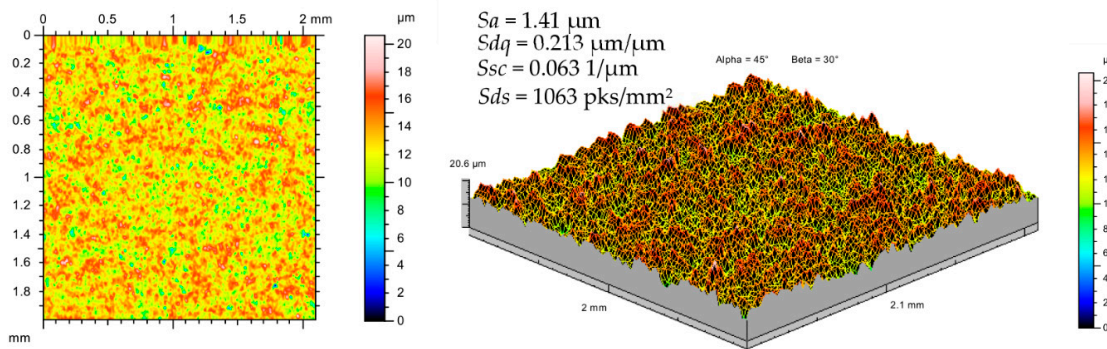 0 0.5 1 1.5 2 mm
µm
0
0.2
0.4
0.6
0.8
1
1.2
1.4
1.6
1.8
mm
20
18
16
14
12
10
8
6
4
2
0
Sa = 1.41 µm
Sdq = 0.213 µm/µm
Ssc = 0.063 1/µm
Sds = 1063 pks/mm²
Alpha = 45° Beta = 30°
20.6 µm
2 mm
2.1 mm